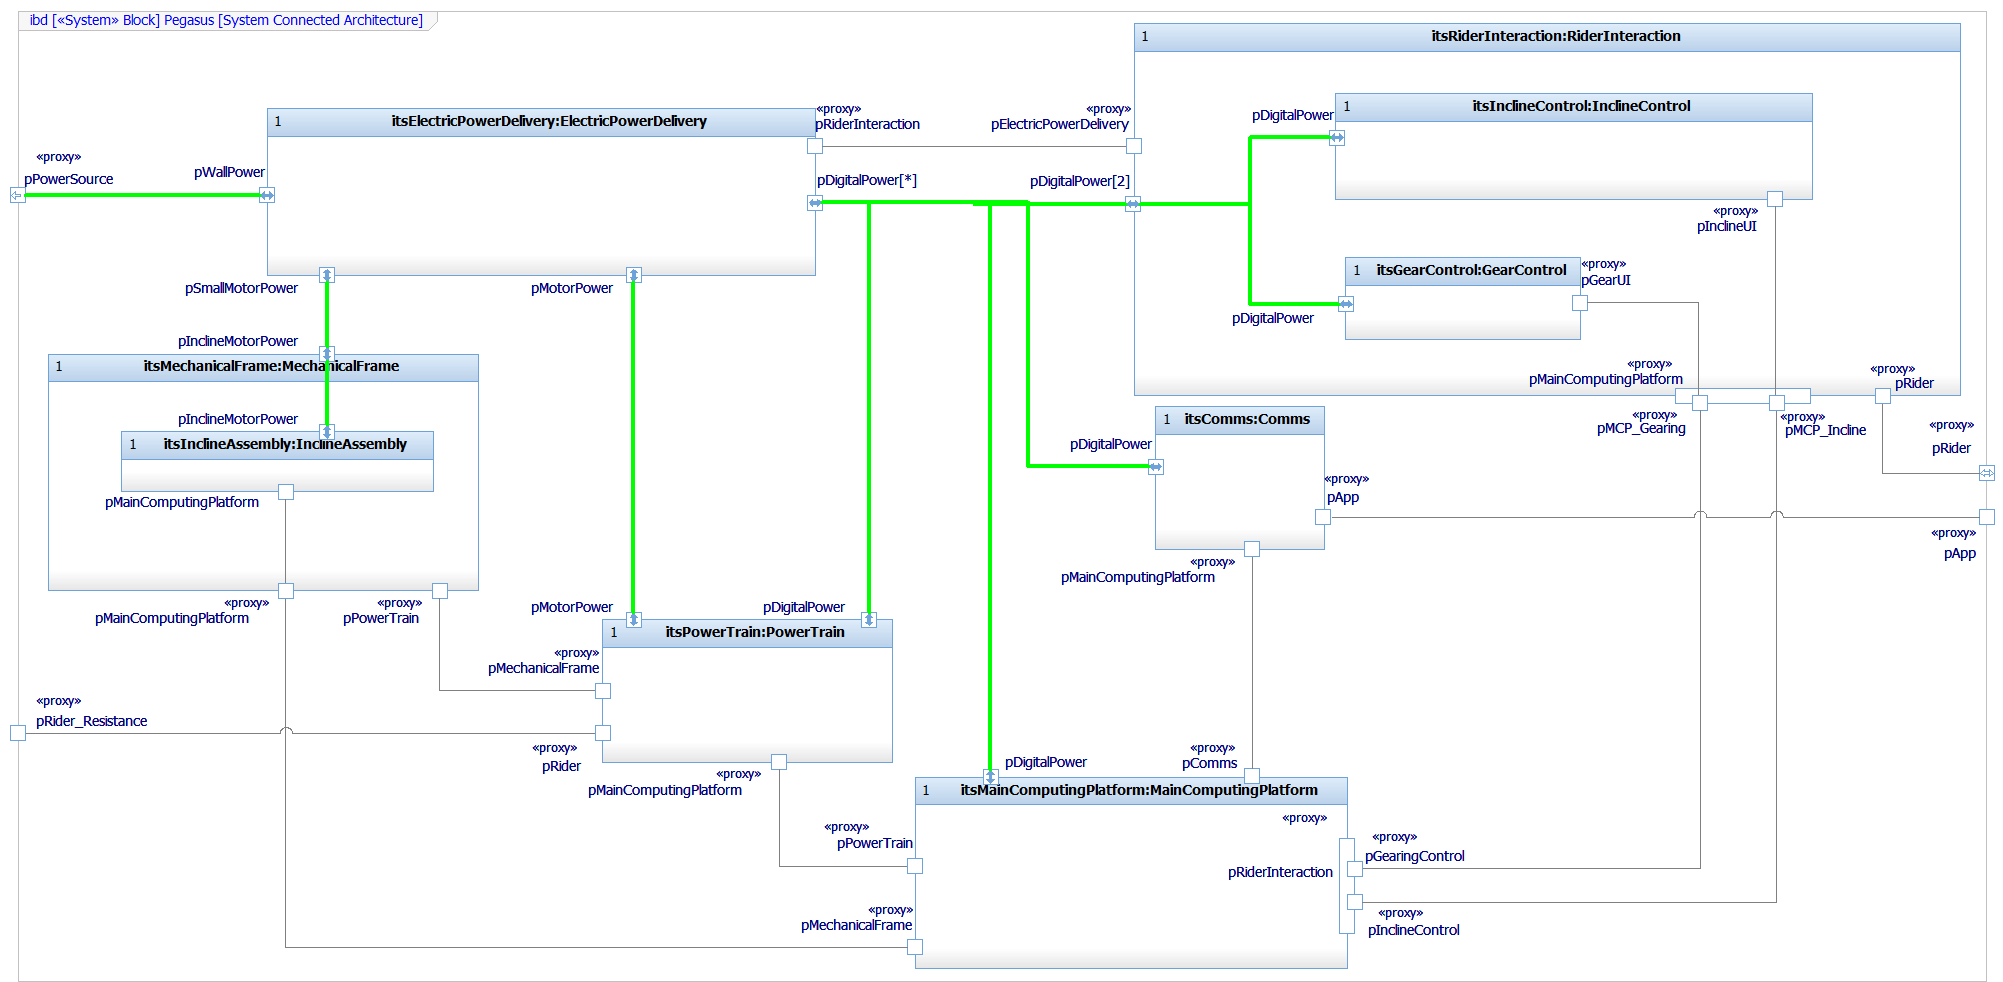 ibd [«System» Block] Pegasus [System Connected Architecture]
1
itsRiderInteraction:RiderInteraction
1
itsElectricPowerDelivery:ElectricPowerDelivery
«proxy»
pRiderInteraction
«proxy»
pElectricPowerDelivery
pDigitalPower
1
itsInclineControl:InclineControl
«proxy»
pPowerSource
pWallPower
pDigitalPower[*]
pDigitalPower[2]
«proxy»
pInclineUI
pSmallMotorPower
pMotorPower
1
itsGearControl:GearControl
«proxy»
pGearUI
pDigitalPower
pInclineMotorPower
1
itsMechanicalFrame:MechanicalFrame
«proxy»
pMainComputingPlatform
«proxy»
pRider
pInclineMotorPower
1
itsInclineAssembly:InclineAssembly
pMainComputingPlatform
1
itsComms:Comms
pDigitalPower
«proxy»
pMCP_Gearing
«proxy»
pMCP_Incline
«proxy»
pRider
«proxy»
pApp
«proxy»
pApp
«proxy»
pMainComputingPlatform
«proxy»
pMainComputingPlatform
«proxy»
pPowerTrain
pMotorPower
pDigitalPower
1
itsPowerTrain:PowerTrain
«proxy»
pMechanicalFrame
«proxy»
pRider_Resistance
«proxy»
pRider
«proxy»
pMainComputingPlatform
pDigitalPower
«proxy»
pComms
1
itsMainComputingPlatform:MainComputingPlatform
«proxy»
pRiderInteraction
«proxy»
pPowerTrain
«proxy»
pGearingControl
«proxy»
pMechanicalFrame
«proxy»
pInclineControl